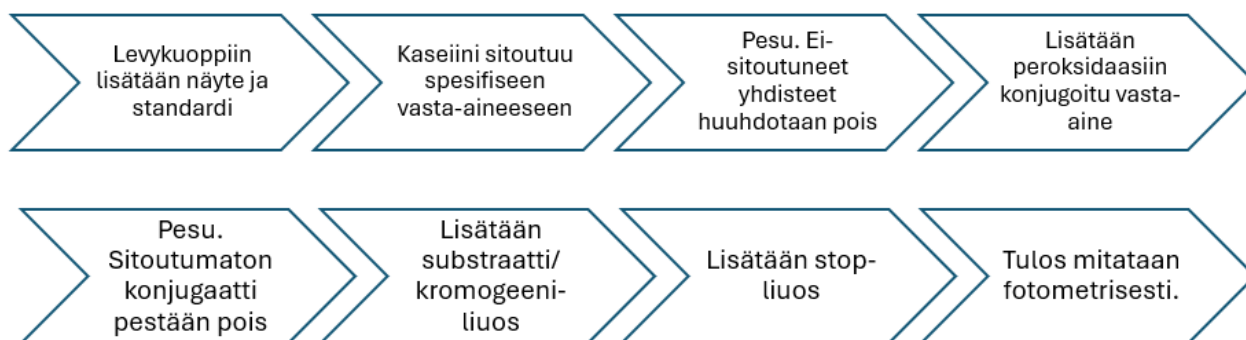 Levykuoppiin
lisätään näyte ja
standardi
Kaseiini sitoutuu
spesifiseen
vasta-aineeseen
Pesu. Ei-
sitoutuneet
yhdisteet
huuhdotaan pois
Lisätään
peroksidaasiin
konjugoitu vasta-
aine
Pesu.
Sitoutumaton
konjugaatti
pestään pois
Lisätään
substraatti/
kromogeeni-
liuos
Lisätään stop-
liuos
Tulos mitataan
fotometrisesti.